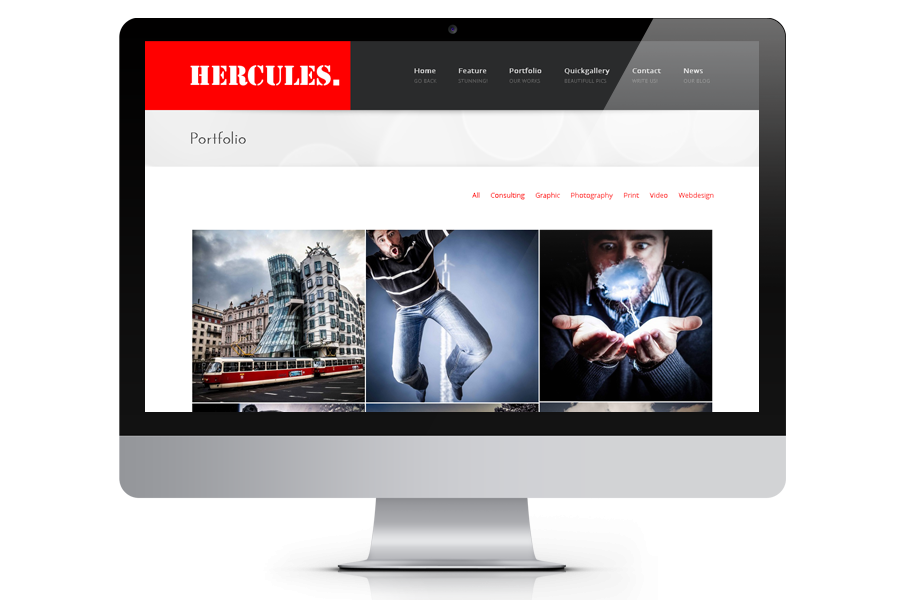 HERCULES.
Home Feature Portfolio Quickgallery Contact News
GO BACK STUNNING! OUR WORKS BEAUTIFULL PICS WRITE US! OUR BLOG
Portfolio
All Consulting Graphic Photography Print Video Webdesign